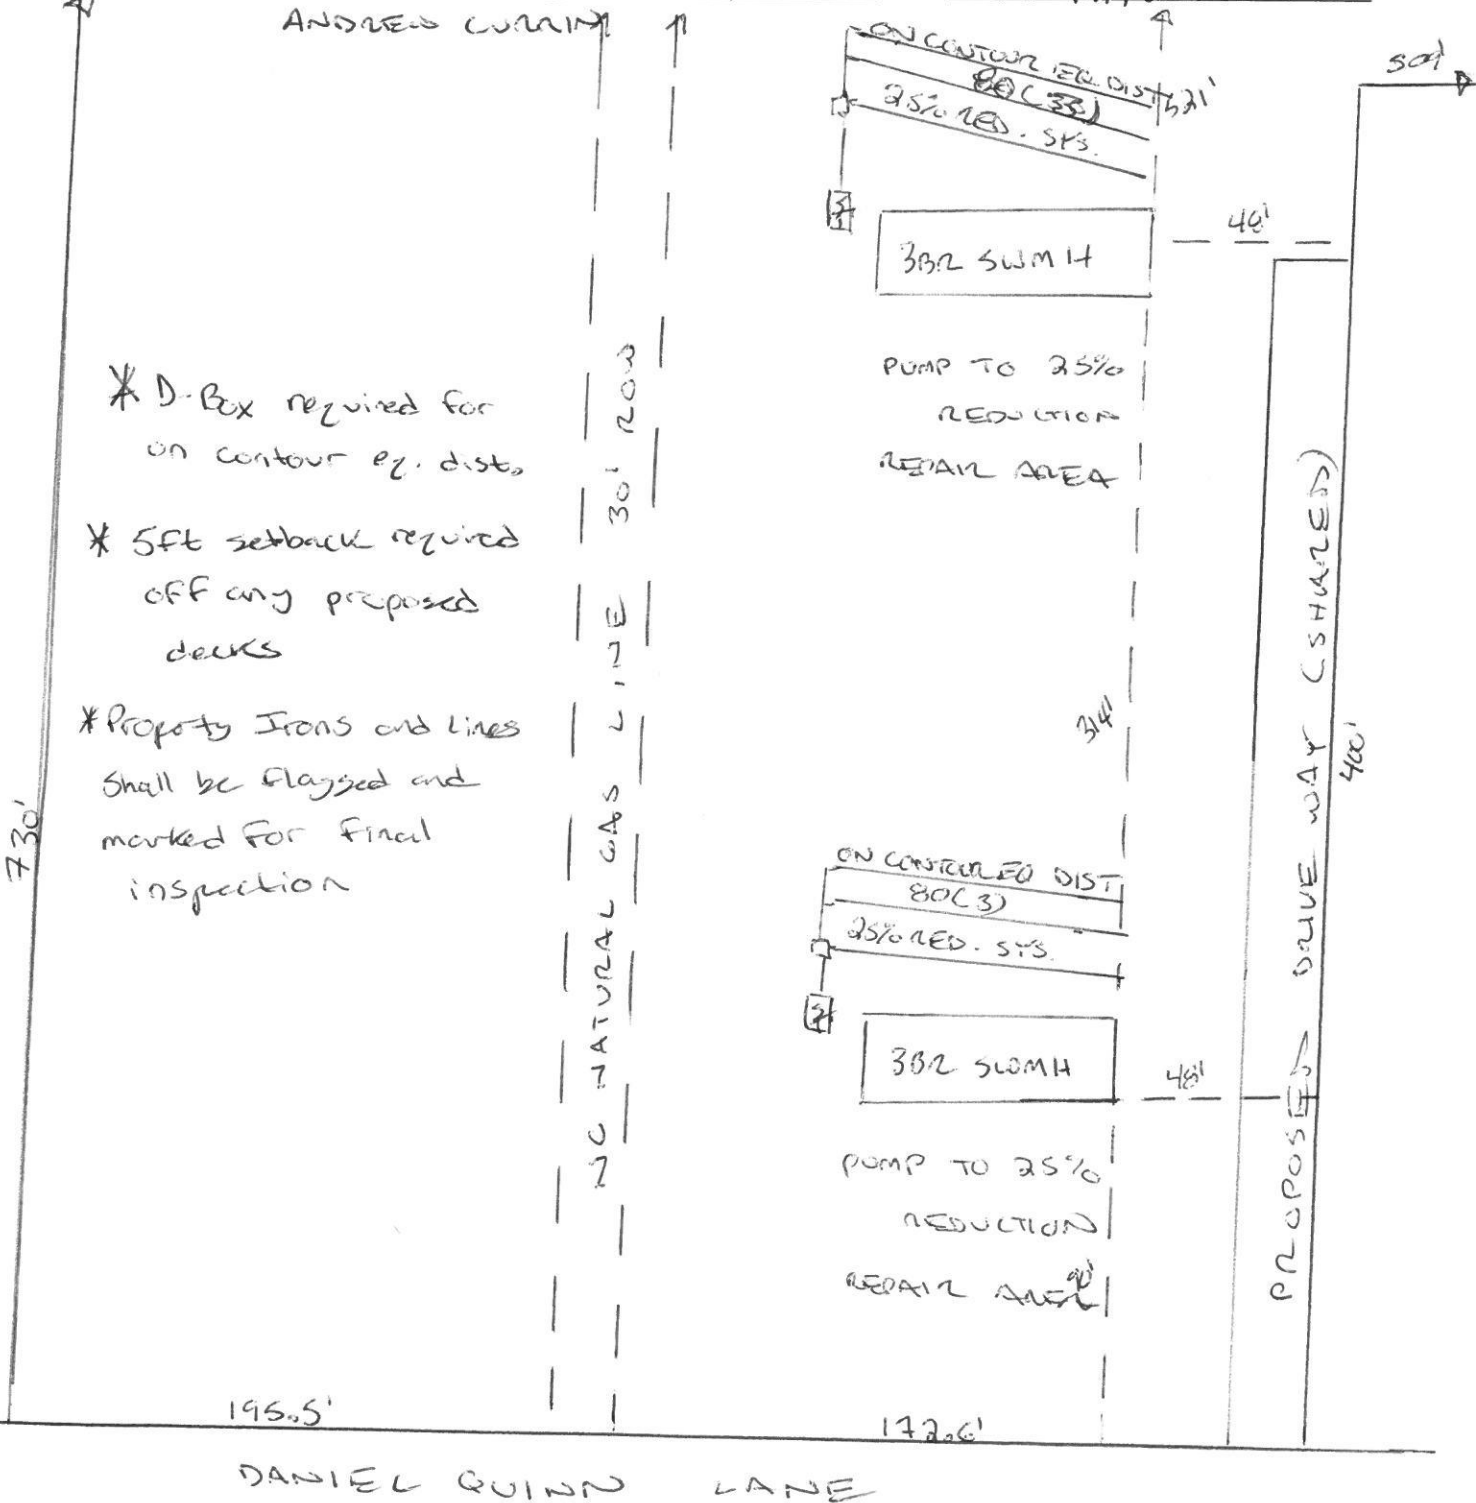 ANDREW CURRIN
ON CONTOUR EQ. DIST
80 (3)
25% RED. SYS.
521'
3BR SWMH
48'
PUMP TO 25%
REDUCTION
REPAIR AREA
* D-Box required for
on contour eq. dist.
* 5ft setback required
off any proposed
decks
* Property Irons and Lines
Shall be flagged and
marked for final
inspection
730'
NC NATURAL GAS LINE 30' ROW
314'
PROPOSED DRIVE WAY (SHARED)
400'
ON CONTOUR EQ DIST
80(3)
25% RED. SYS.
3BR SWMH
48'
PUMP TO 25%
REDUCTION
REPAIR AREA
90'
195.5'
172.6'
DANIEL QUINN LANE